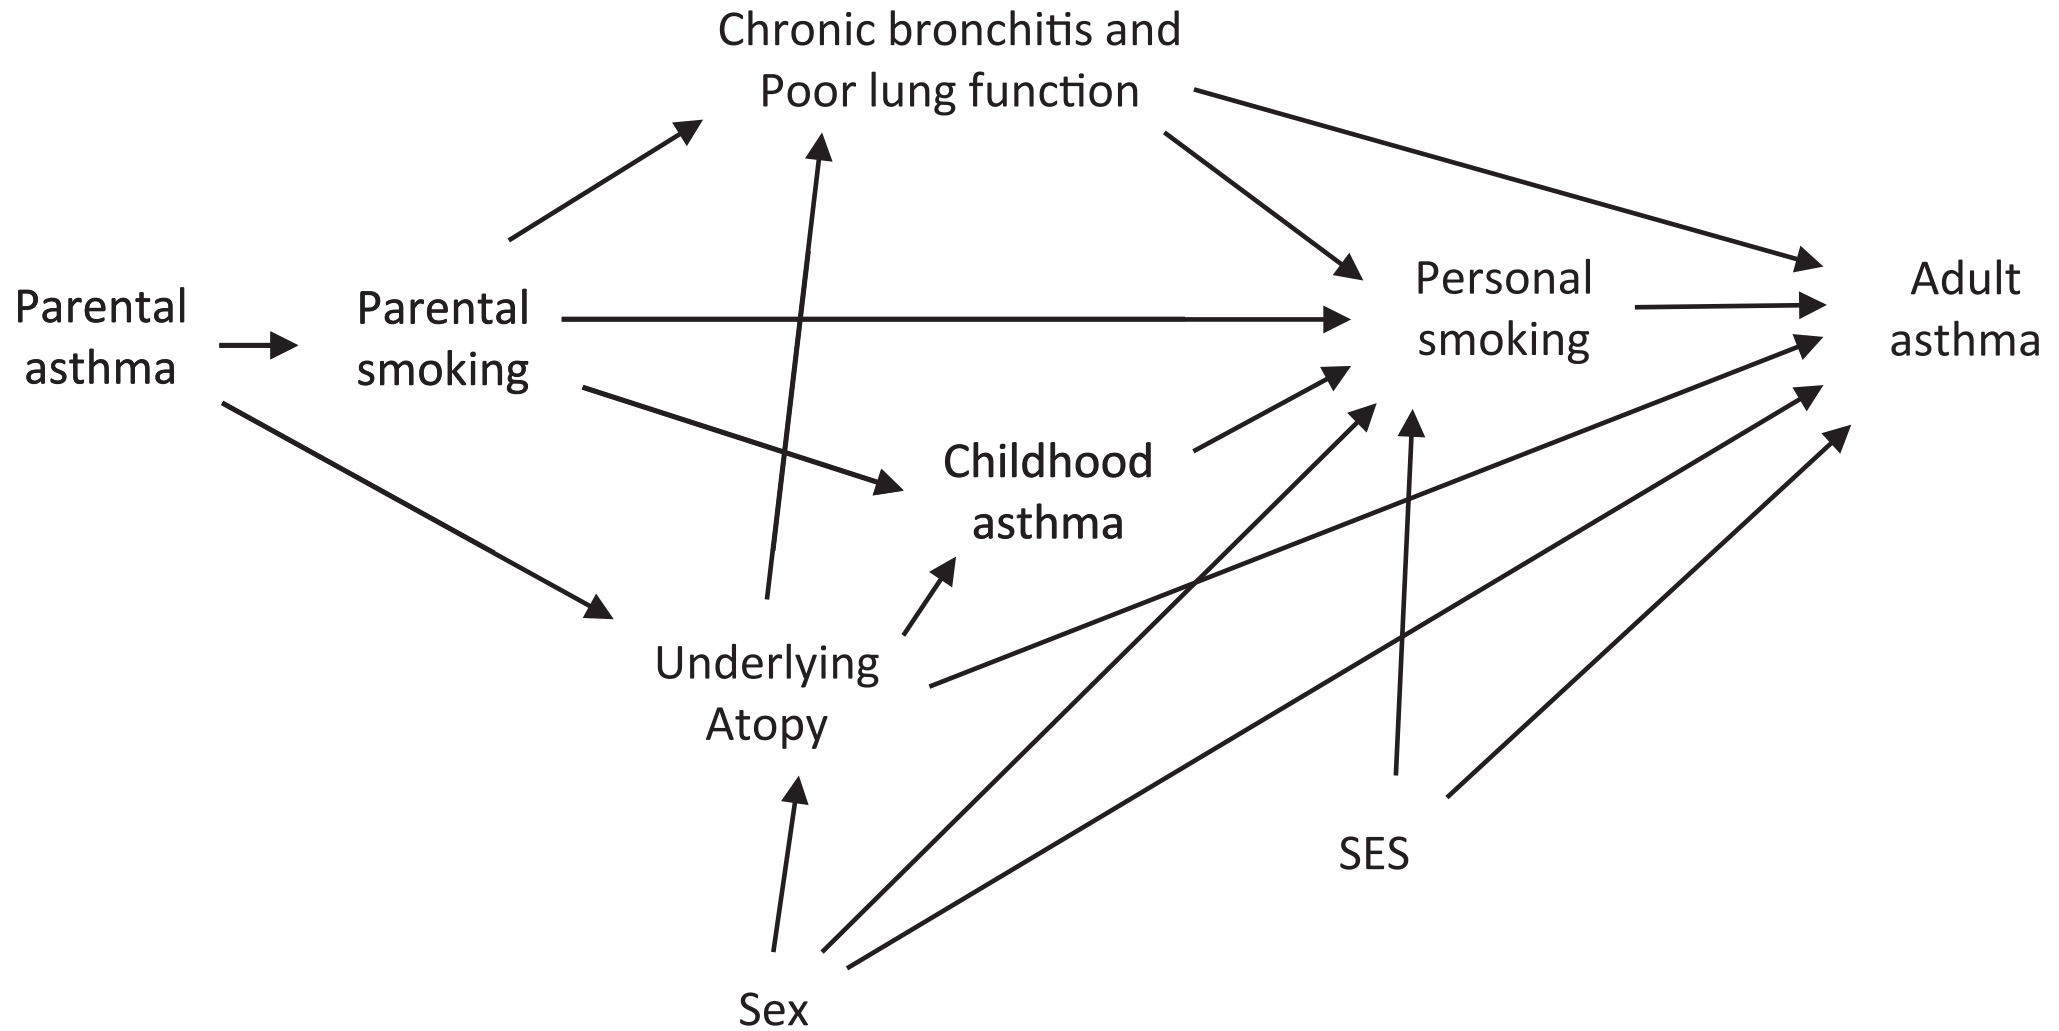 Chronic bronchitis and
Poor lung function
Parental
asthma
Parental
smoking
Personal
smoking
Adult
asthma
Childhood
asthma
Underlying
Atopy
SES
Sex